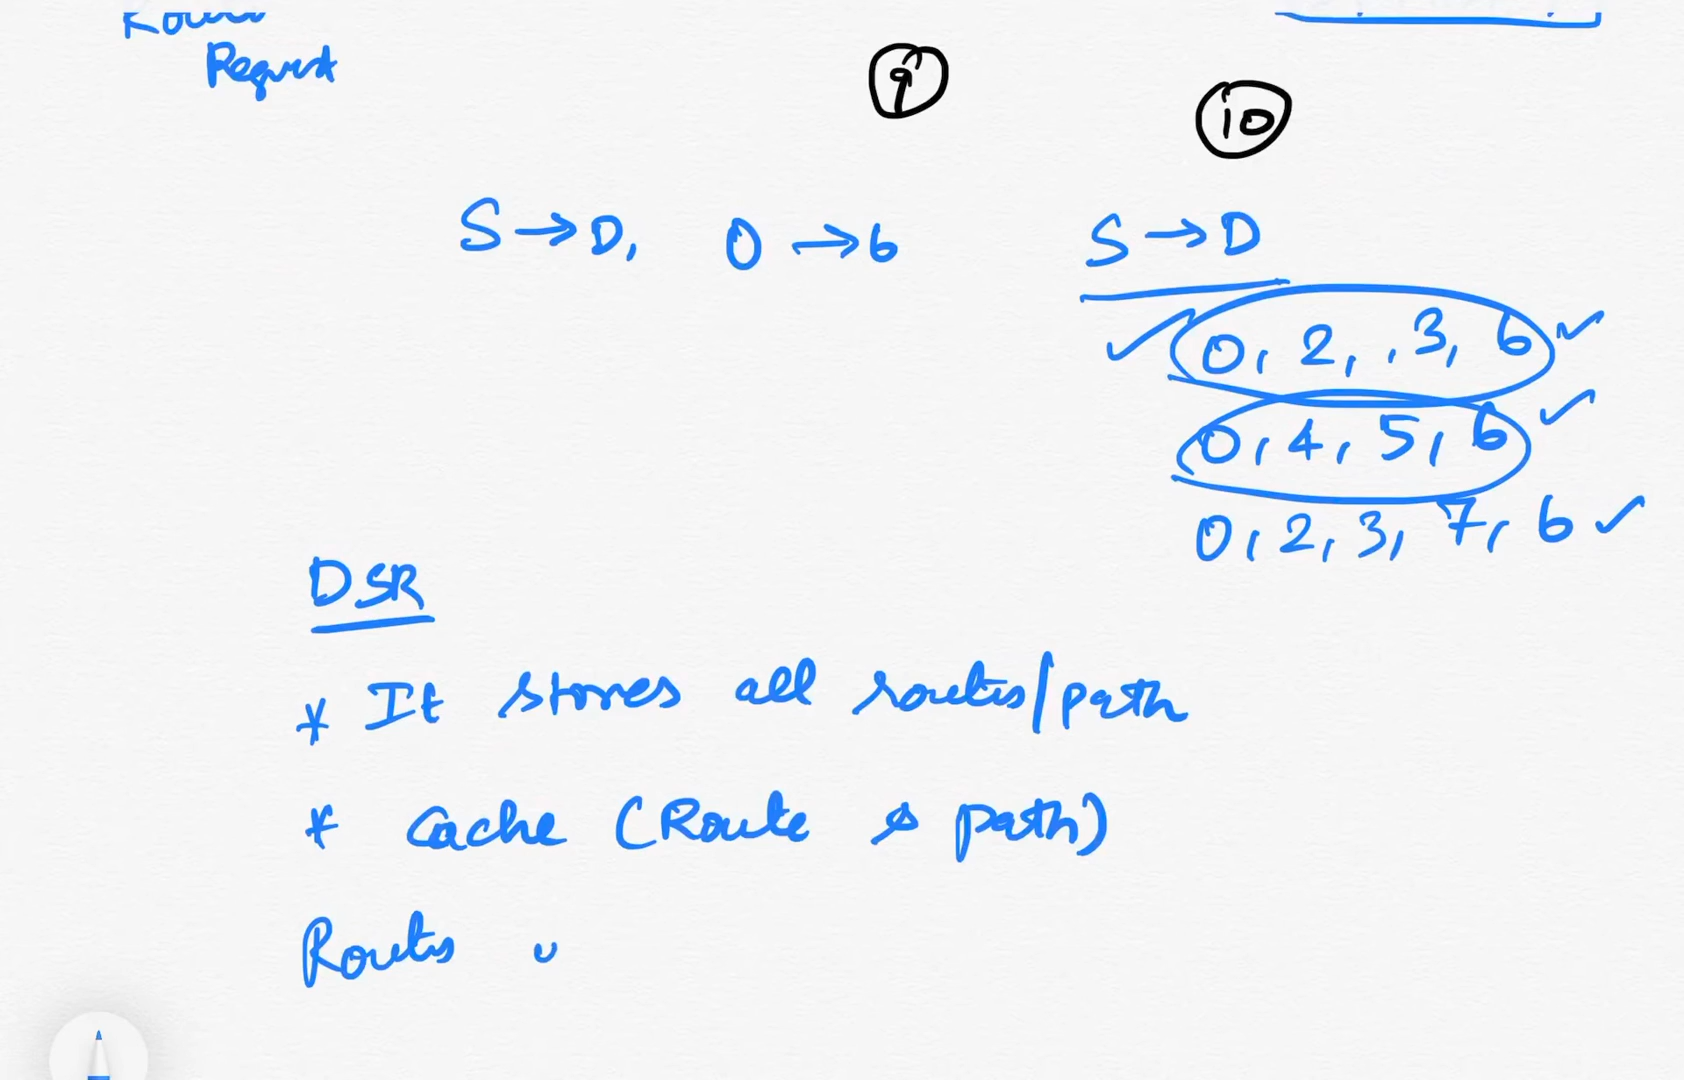 Request
9
10
S → D, 0 → 6
S → D
0, 2, , 3, 6
0, 4, 5, 6
0, 2, 3, 7, 6
DSR
* It stores all routes/path
* Cache (Route & path)
Routes